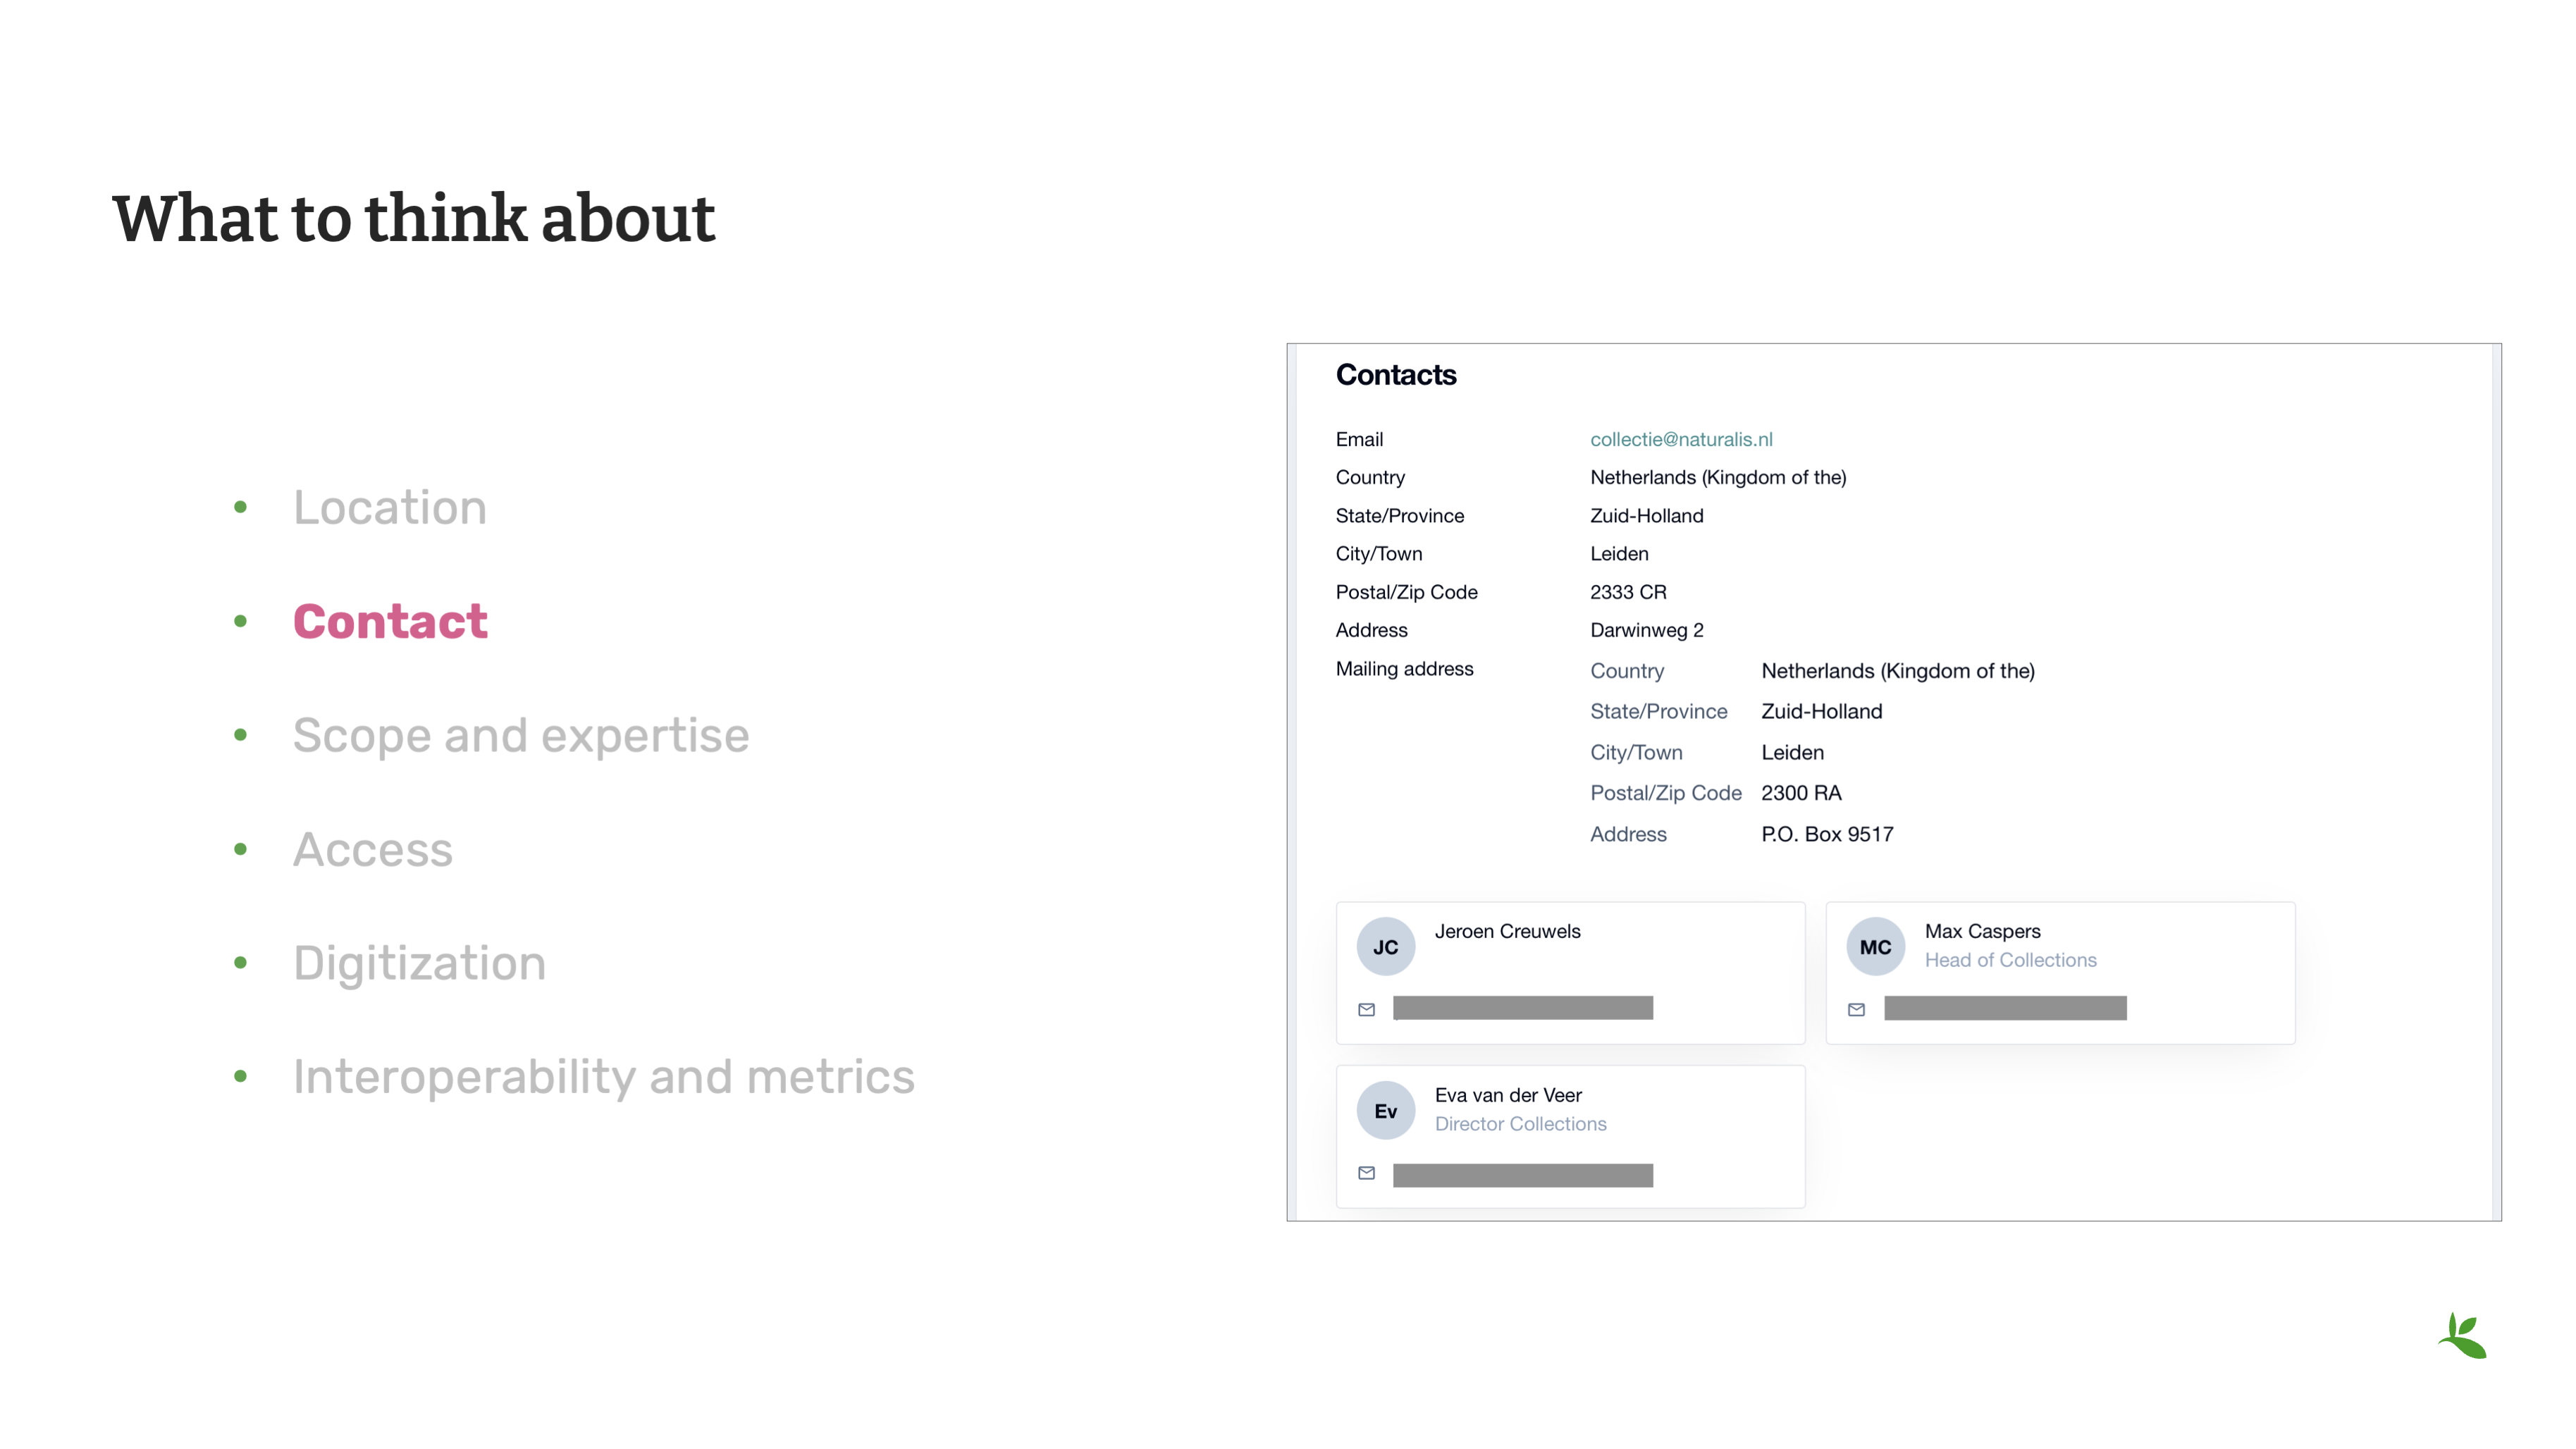 What to think about
Location
Contact
Scope and expertise
Access
Digitization
Interoperability and metrics
Contacts
Email collectie@naturalis.nl
Country Netherlands (Kingdom of the)
State/Province Zuid-Holland
City/Town Leiden
Postal/Zip Code 2333 CR
Address Darwinweg 2
Mailing address Country Netherlands (Kingdom of the)
State/Province Zuid-Holland
City/Town Leiden
Postal/Zip Code 2300 RA
Address P.O. Box 9517
JC Jeroen Creuwels
MC Max Caspers
Head of Collections
Ev Eva van der Veer
Director Collections